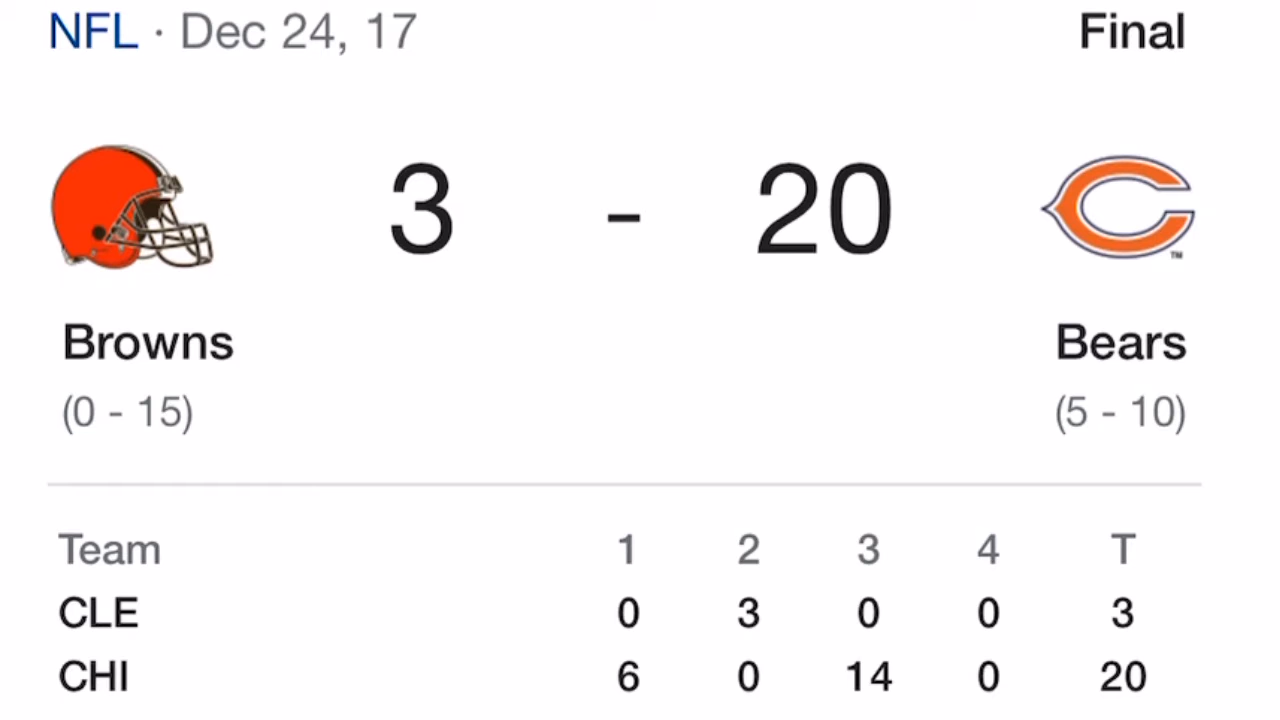 NFL · Dec 24, 17 Final
3 - 20
TM
Browns Bears
(0 - 15) (5 - 10)
Team 1 2 3 4 T
CLE 0 3 0 0 3
CHI 6 0 14 0 20